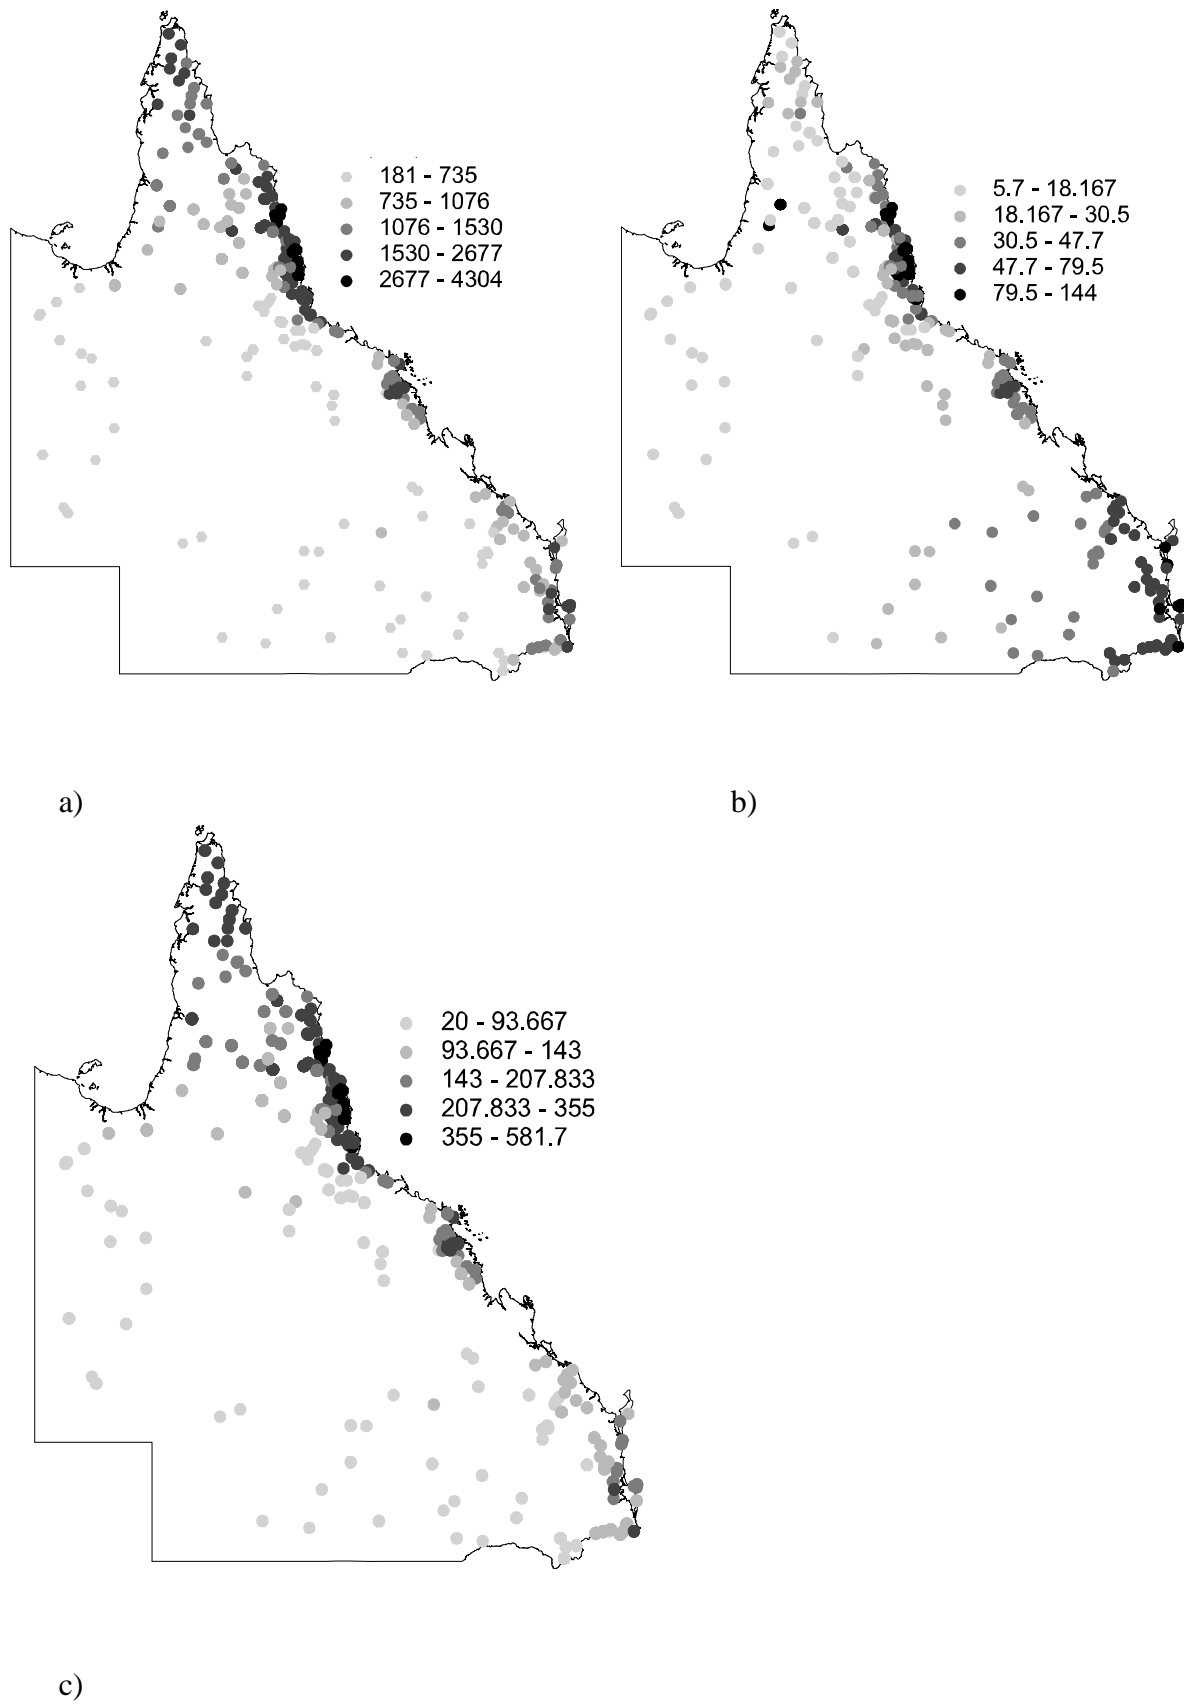 181 - 735
735 - 1076
1076 - 1530
1530 - 2677
2677 - 4304
5.7 - 18.167
18.167 - 30.5
30.5 - 47.7
47.7 - 79.5
79.5 - 144
a)
b)
20 - 93.667
93.667 - 143
143 - 207.833
207.833 - 355
355 - 581.7
c)